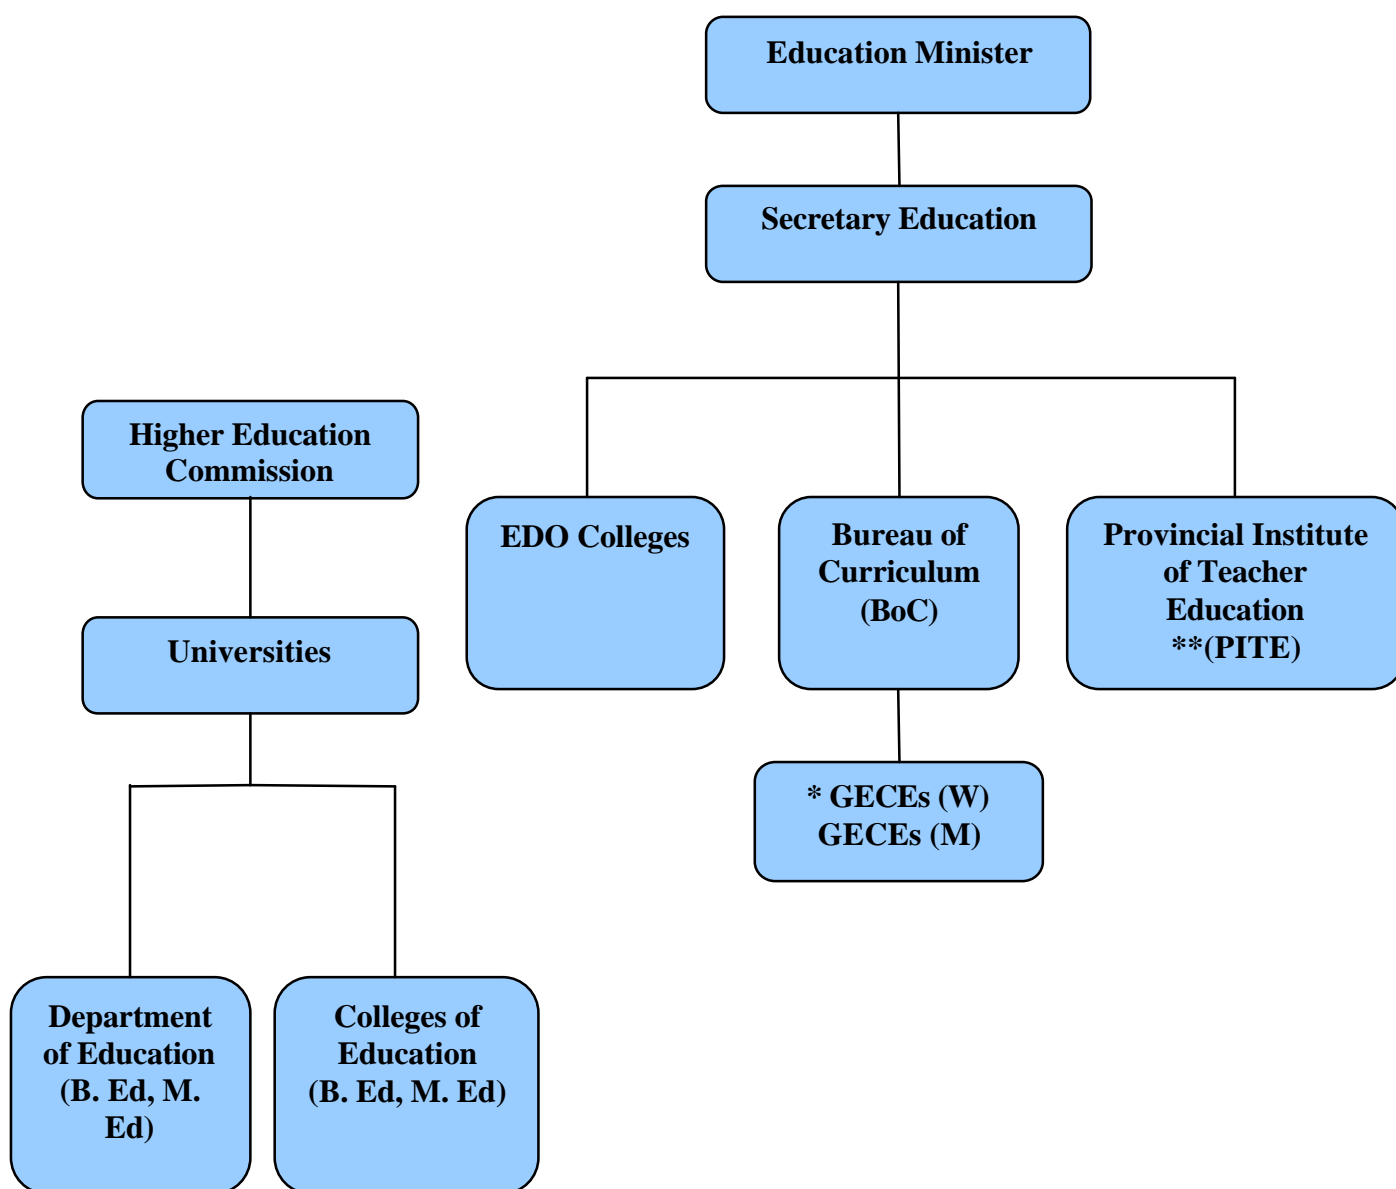 Education Minister
Secretary Education
Higher Education
Commission
EDO Colleges
Bureau of
Curriculum
(BoC)
Provincial Institute
of Teacher
Education
**(PITE)
Universities
* GECEs (W)
GECEs (M)
Department
of Education
(B. Ed, M.
Ed)
Colleges of
Education
(B. Ed, M. Ed)